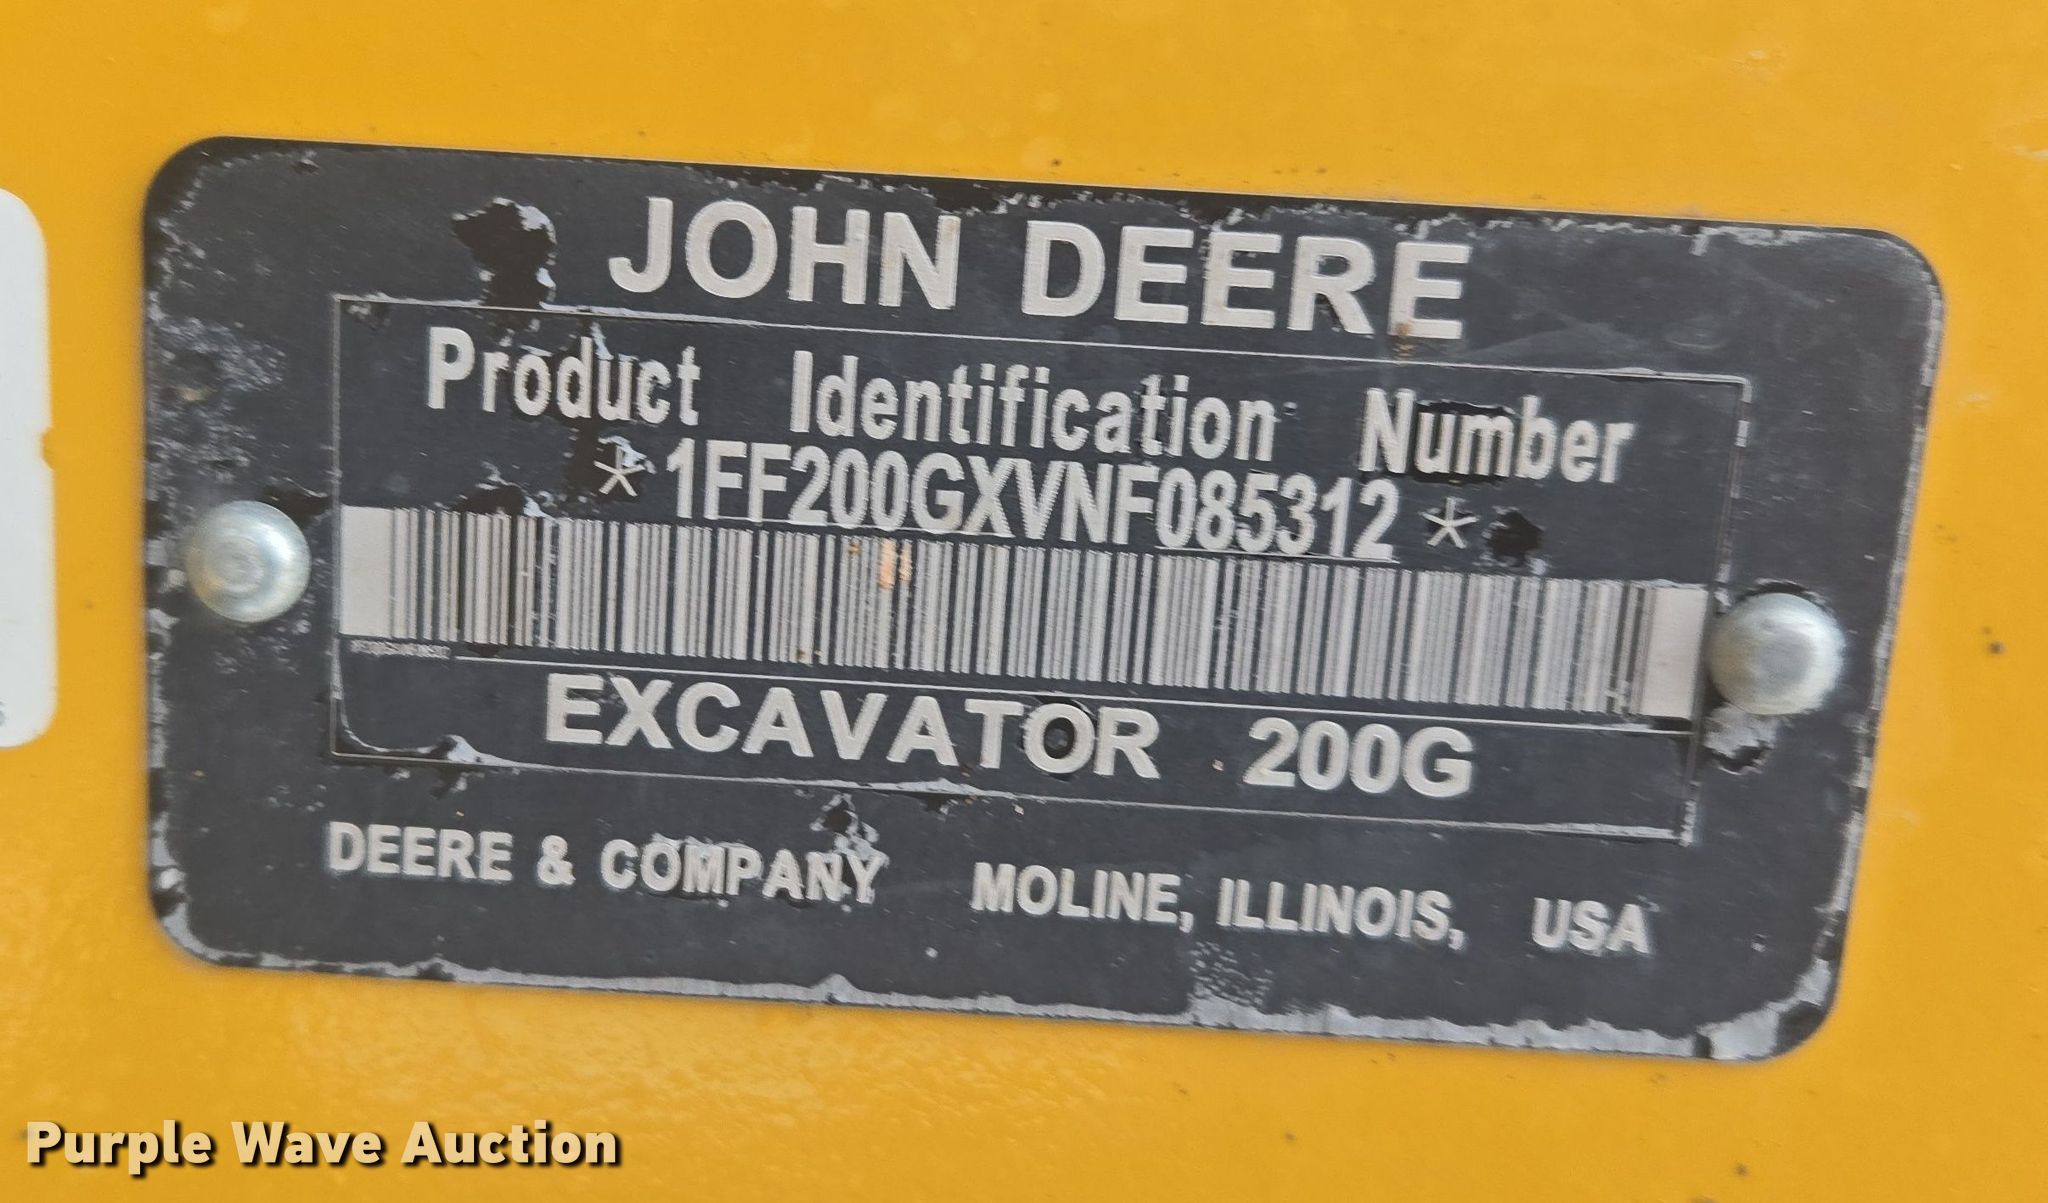 JOHN DEERE
Product Identification Number
*1FF200GXVNF085312*
EXCAVATOR 200G
DEERE & COMPANY MOLINE, ILLINOIS, USA
Purple Wave Auction